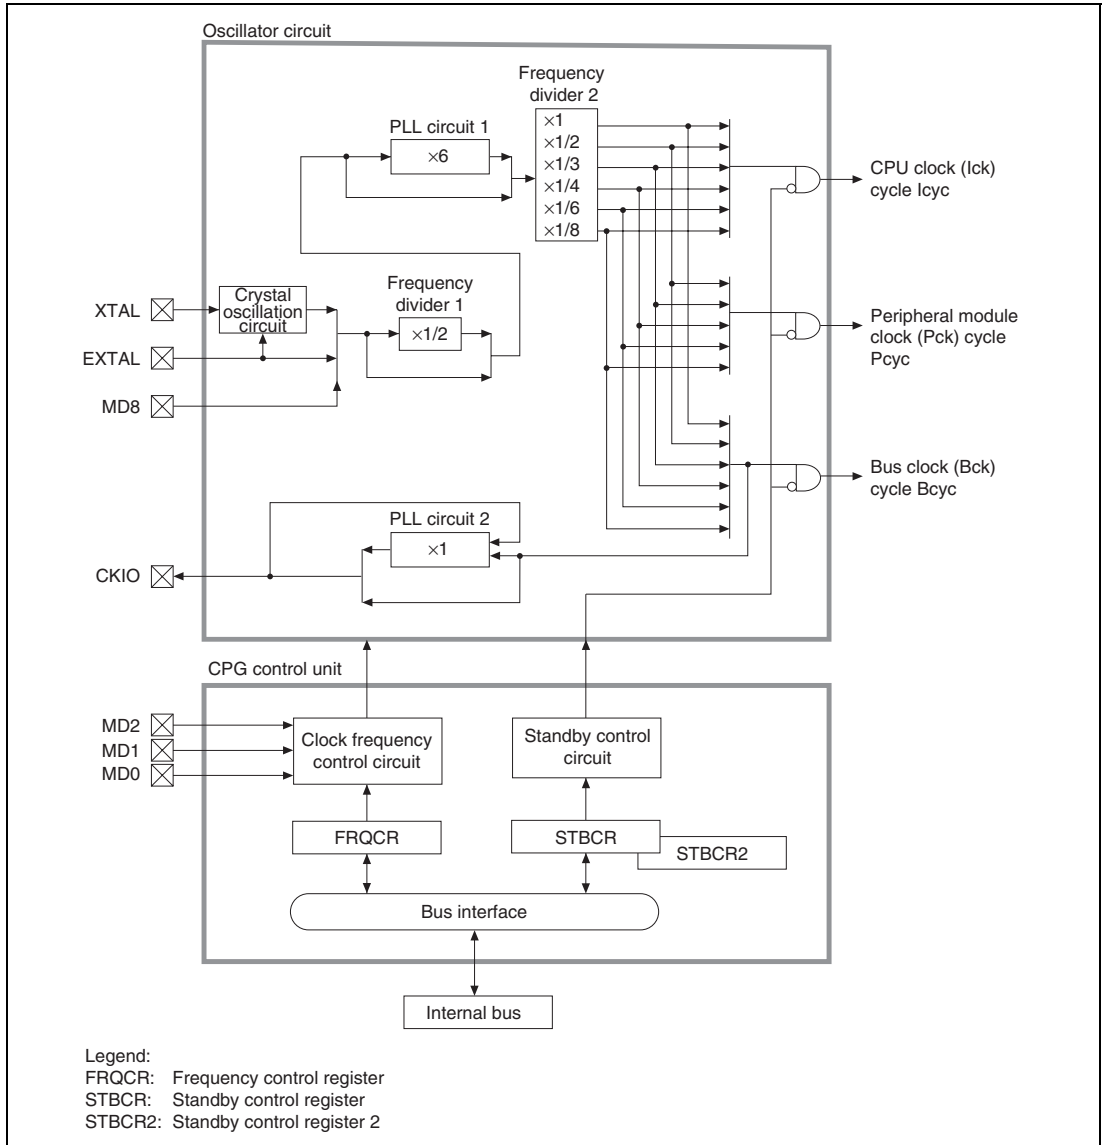 Oscillator circuit
Frequency
divider 2
PLL circuit 1
×6
×1
×1/2
×1/3
×1/4
×1/6
×1/8
CPU clock (Ick)
cycle Icyc
XTAL
Crystal
oscillation
circuit
Frequency
divider 1
×1/2
EXTAL
MD8
Peripheral module
clock (Pck) cycle
Pcyc
Bus clock (Bck)
cycle Bcyc
PLL circuit 2
×1
CKIO
CPG control unit
MD2
MD1
MD0
Clock frequency
control circuit
Standby control
circuit
FRQCR
STBCR
STBCR2
Bus interface
Internal bus
Legend:
FRQCR: Frequency control register
STBCR: Standby control register
STBCR2: Standby control register 2